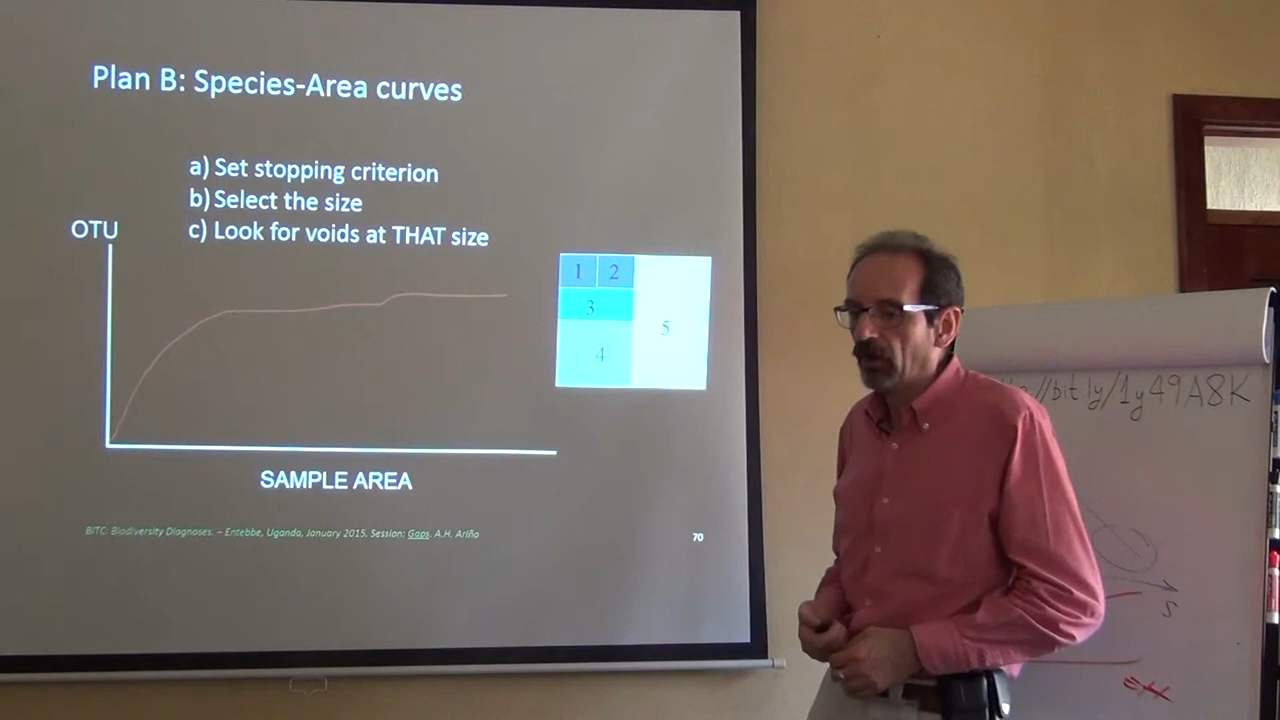 Plan B: Species-Area curves
a) Set stopping criterion
b) Select the size
c) Look for voids at THAT size
OTU
1 2
3
4
5
SAMPLE AREA
BITC: Biodiversity Diagnoses. – Entebbe, Uganda, January 2015. Session: Gaps. A.H. Ariño
70
//bit.ly/1y49A8K
S